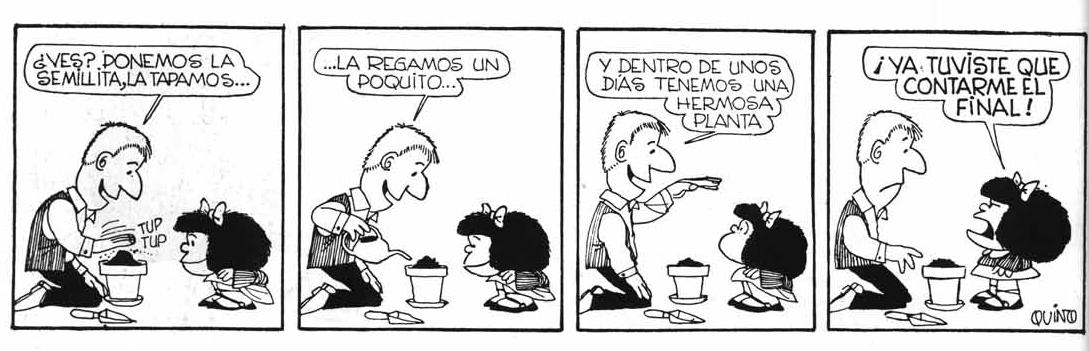 ¿VES? PONEMOS LA
SEMILLITA, LA TAPAMOS...
TUP
TUP
...LA REGAMOS UN
POQUITO...
Y DENTRO DE UNOS
DÍAS TENEMOS UNA
HERMOSA
PLANTA
¡YA TUVISTE QUE
CONTARME EL
FINAL!
QUINO